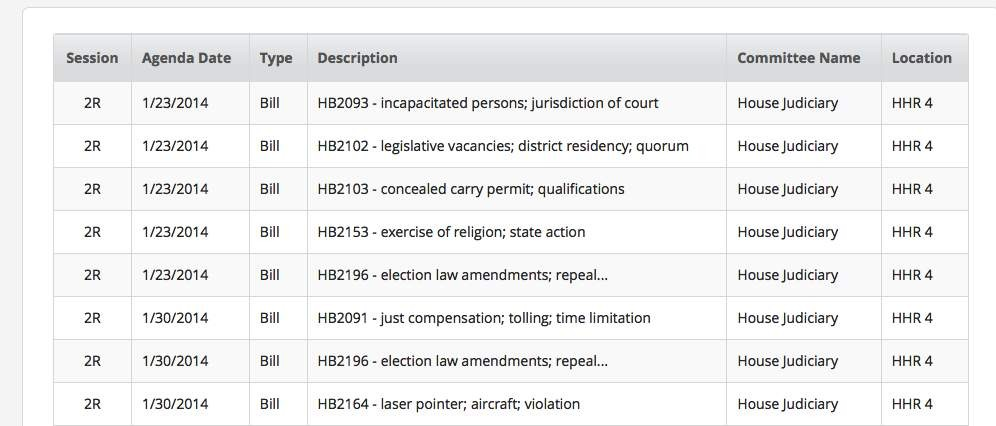 Session Agenda Date Type Description Committee Name Location
2R 1/23/2014 Bill HB2093 - incapacitated persons; jurisdiction of court House Judiciary HHR 4
2R 1/23/2014 Bill HB2102 - legislative vacancies; district residency; quorum House Judiciary HHR 4
2R 1/23/2014 Bill HB2103 - concealed carry permit; qualifications House Judiciary HHR 4
2R 1/23/2014 Bill HB2153 - exercise of religion; state action House Judiciary HHR 4
2R 1/23/2014 Bill HB2196 - election law amendments; repeal... House Judiciary HHR 4
2R 1/30/2014 Bill HB2091 - just compensation; tolling; time limitation House Judiciary HHR 4
2R 1/30/2014 Bill HB2196 - election law amendments; repeal... House Judiciary HHR 4
2R 1/30/2014 Bill HB2164 - laser pointer; aircraft; violation House Judiciary HHR 4